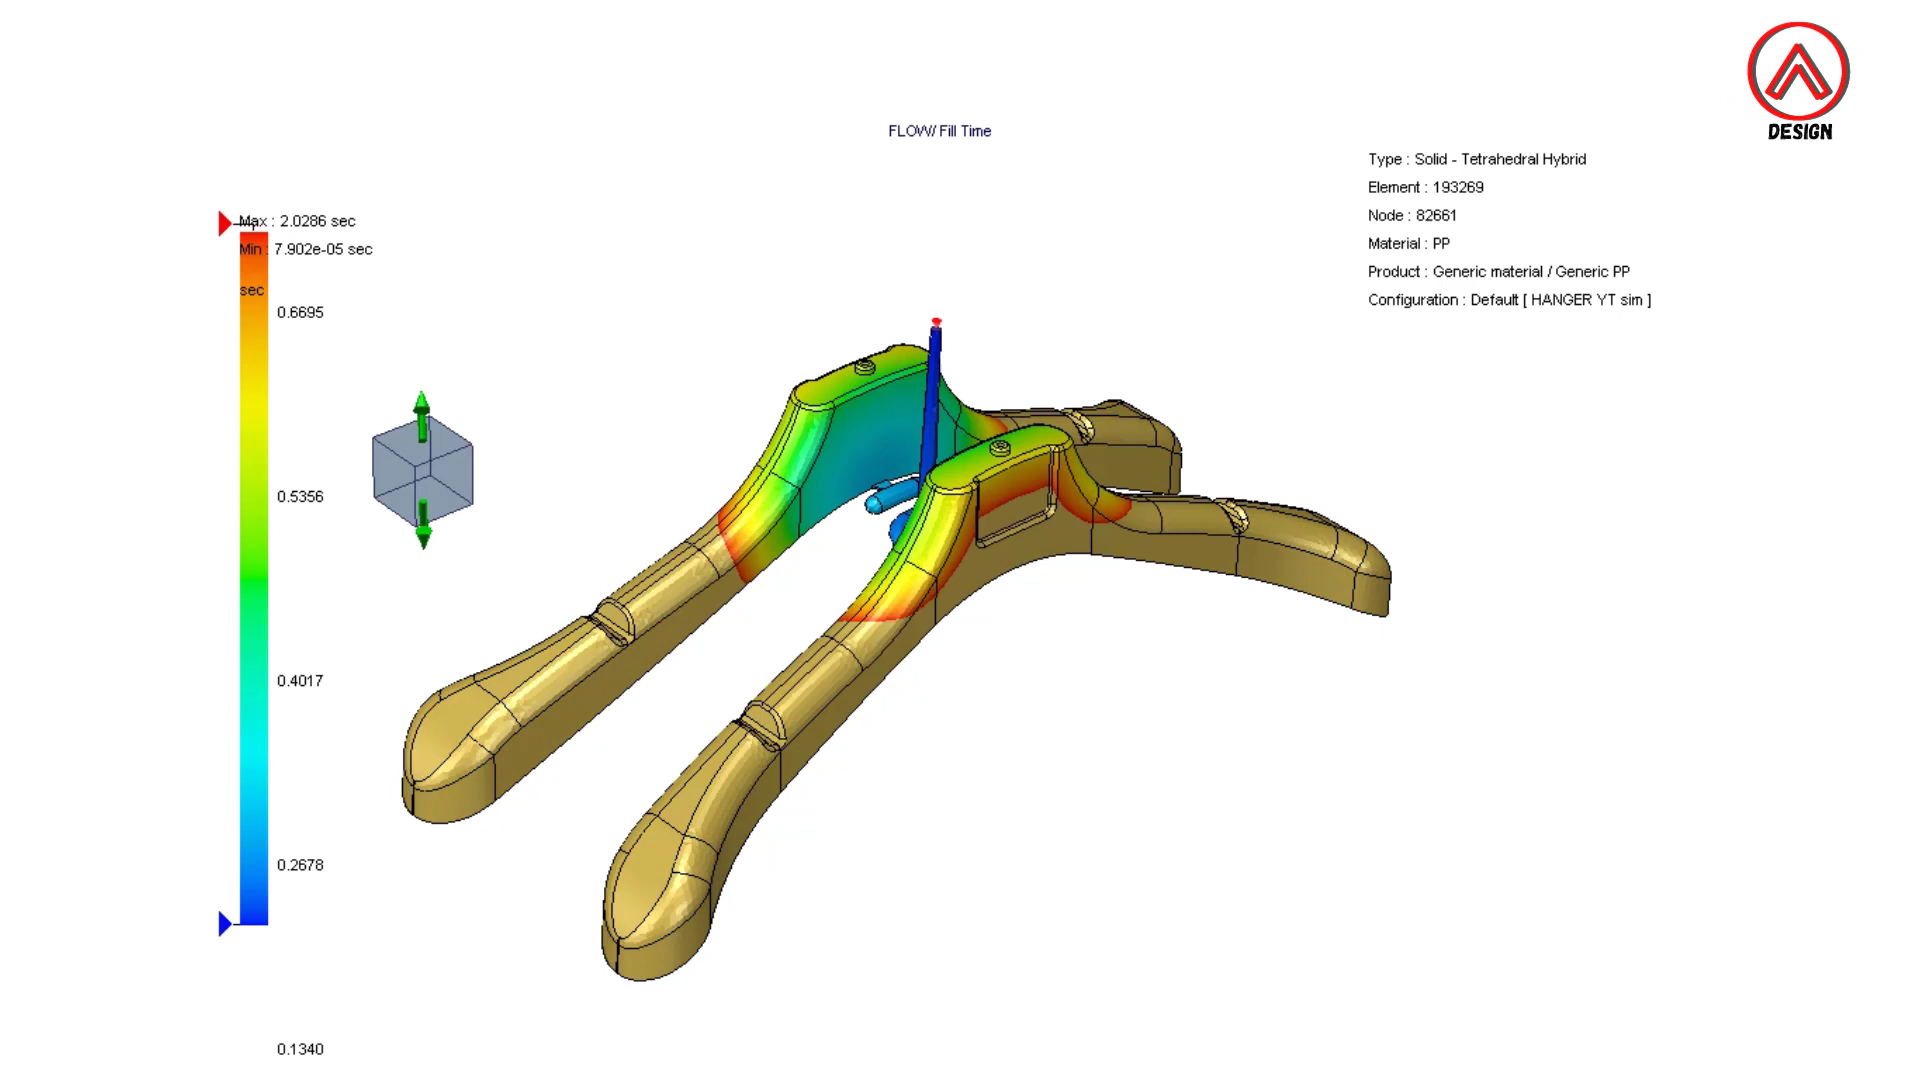 DESIGN
FLOW/ Fill Time
Type : Solid - Tetrahedral Hybrid
Element : 193269
Node : 82661
Material : PP
Product : Generic material / Generic PP
Configuration : Default [ HANGER YT sim ]
Max : 2.0286 sec
Min : 7.902e-05 sec
sec
0.6695
0.5356
0.4017
0.2678
0.1340